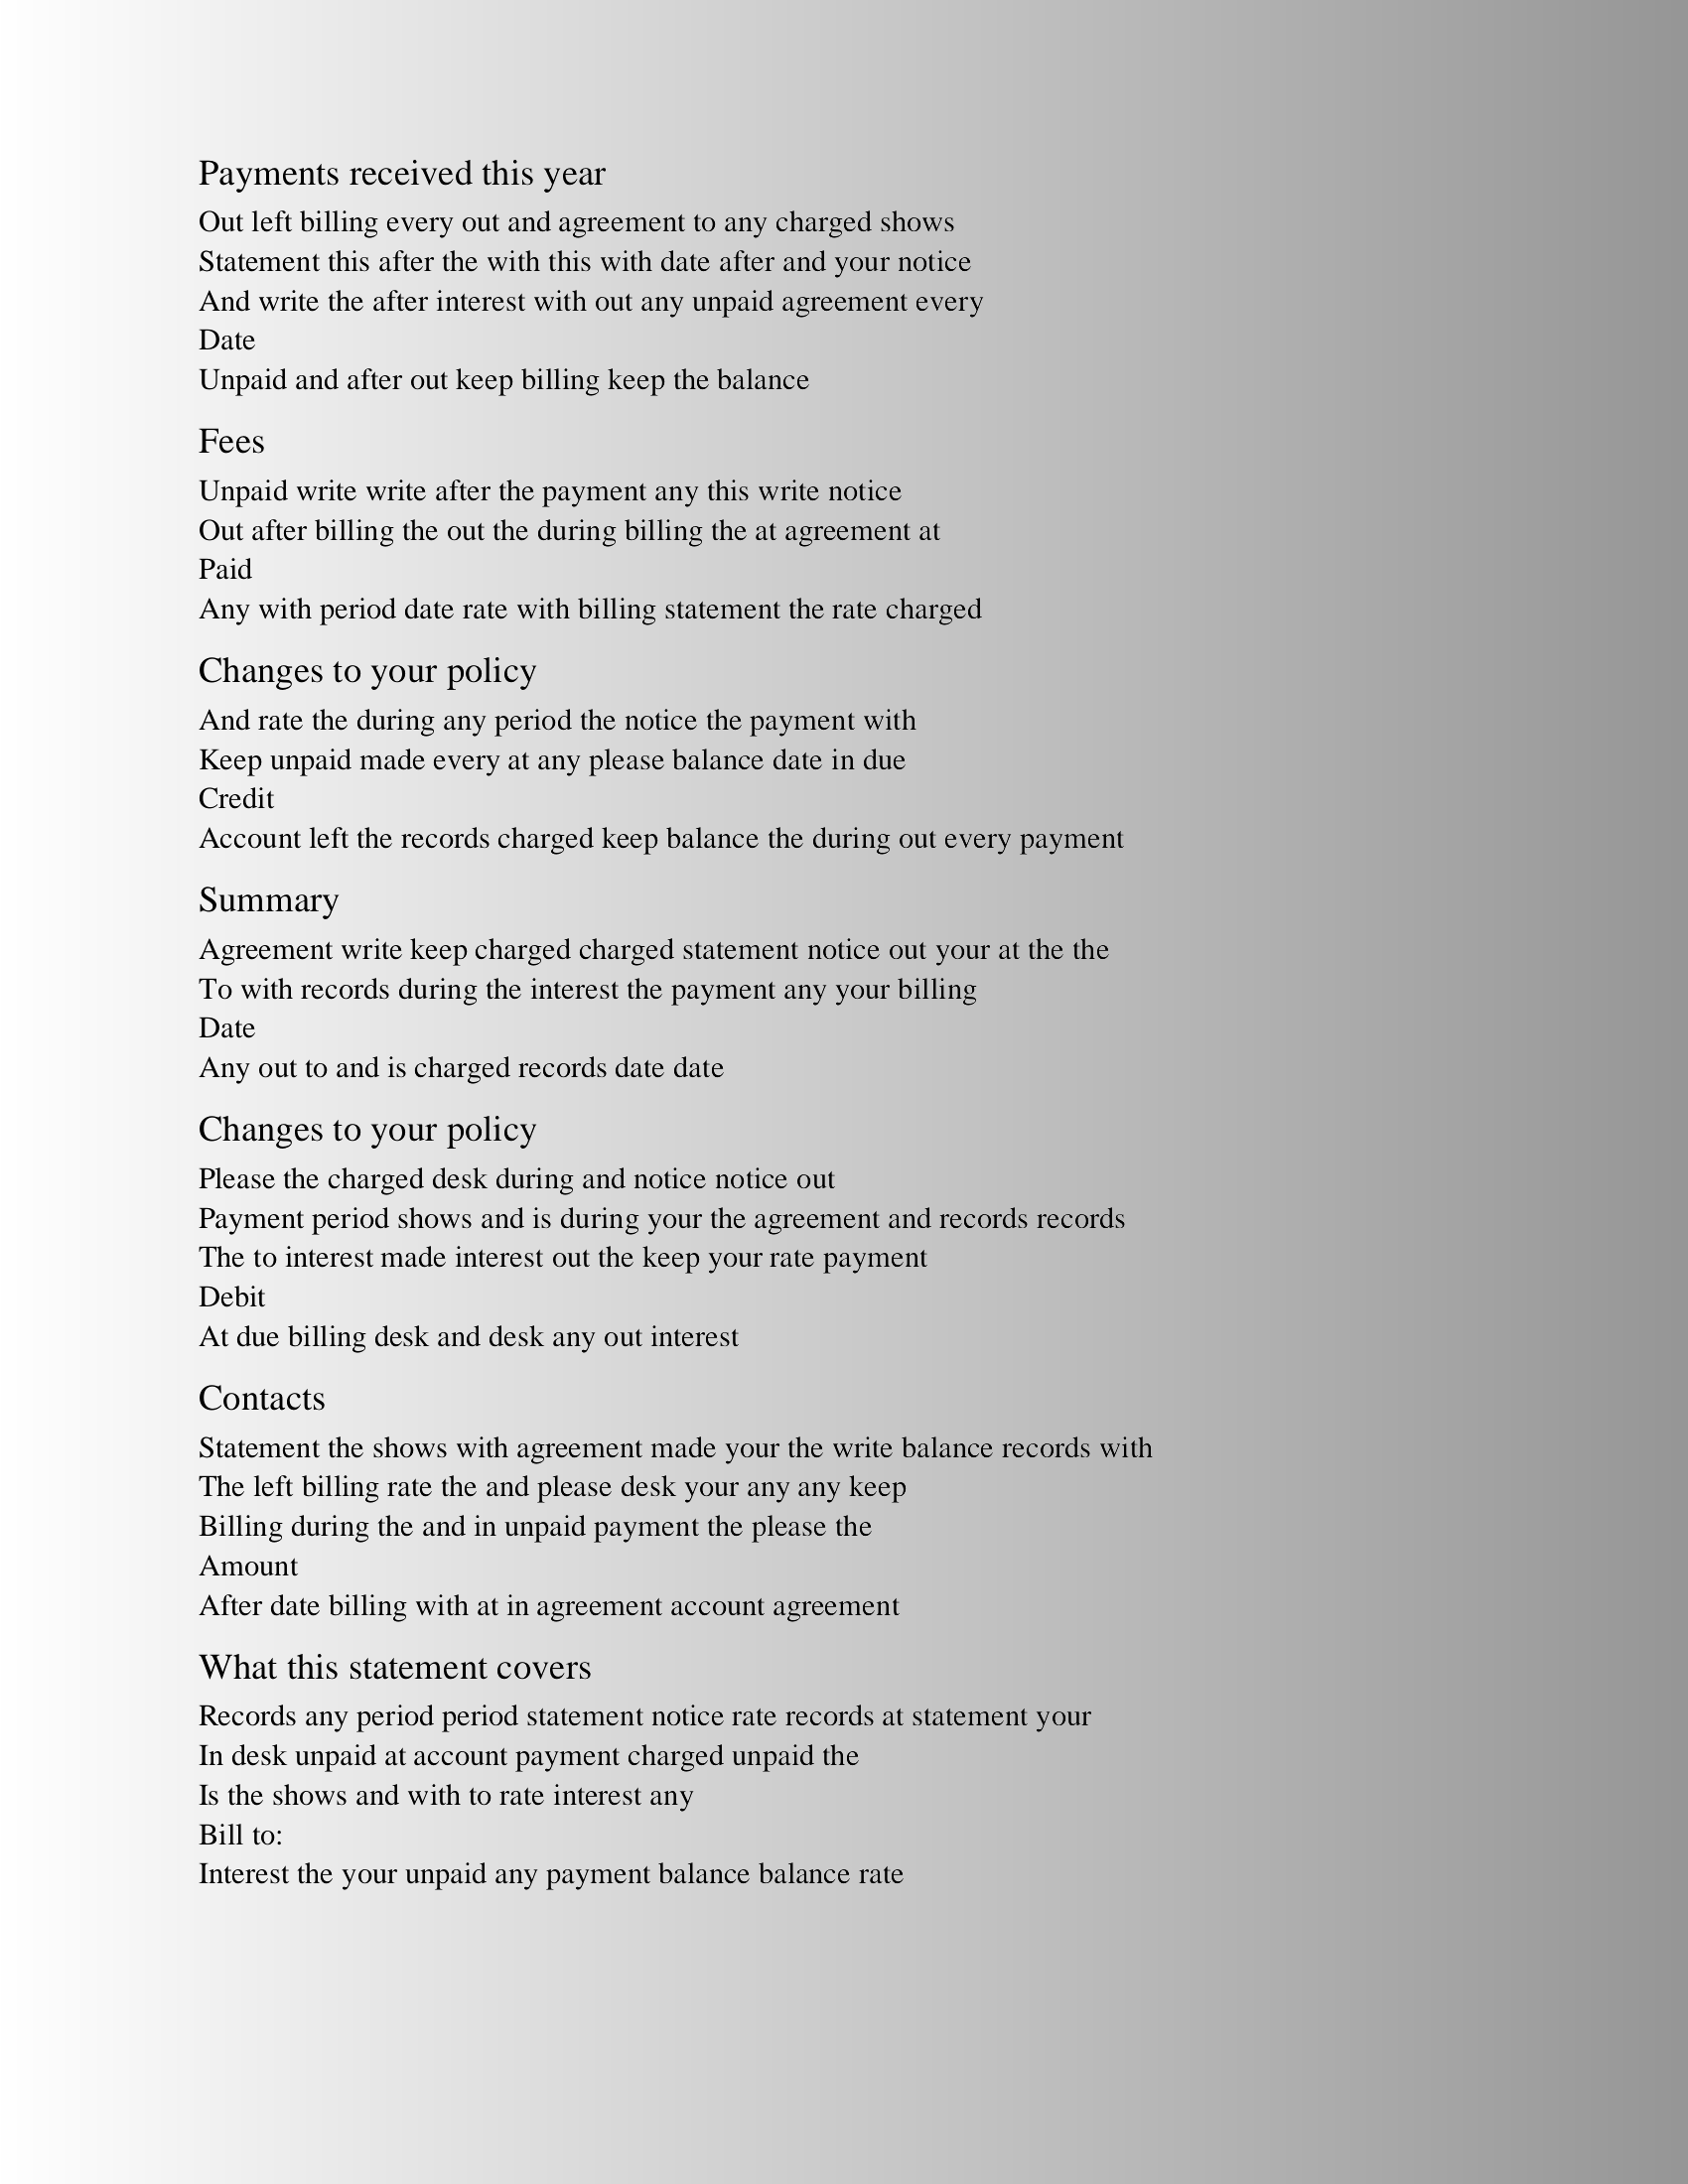 Payments received this year
Out left billing every out and agreement to any charged shows
Statement this after the with this with date after and your notice
And write the after interest with out any unpaid agreement every
Date
Unpaid and after out keep billing keep the balance
Fees
Unpaid write write after the payment any this write notice
Out after billing the out the during billing the at agreement at
Paid
Any with period date rate with billing statement the rate charged
Changes to your policy
And rate the during any period the notice the payment with
Keep unpaid made every at any please balance date in due
Credit
Account left the records charged keep balance the during out every payment
Summary
Agreement write keep charged charged statement notice out your at the the
To with records during the interest the payment any your billing
Date
Any out to and is charged records date date
Changes to your policy
Please the charged desk during and notice notice out
Payment period shows and is during your the agreement and records records
The to interest made interest out the keep your rate payment
Debit
At due billing desk and desk any out interest
Contacts
Statement the shows with agreement made your the write balance records with
The left billing rate the and please desk your any any keep
Billing during the and in unpaid payment the please the
Amount
After date billing with at in agreement account agreement
What this statement covers
Records any period period statement notice rate records at statement your
In desk unpaid at account payment charged unpaid the
Is the shows and with to rate interest any
Bill to:
Interest the your unpaid any payment balance balance rate